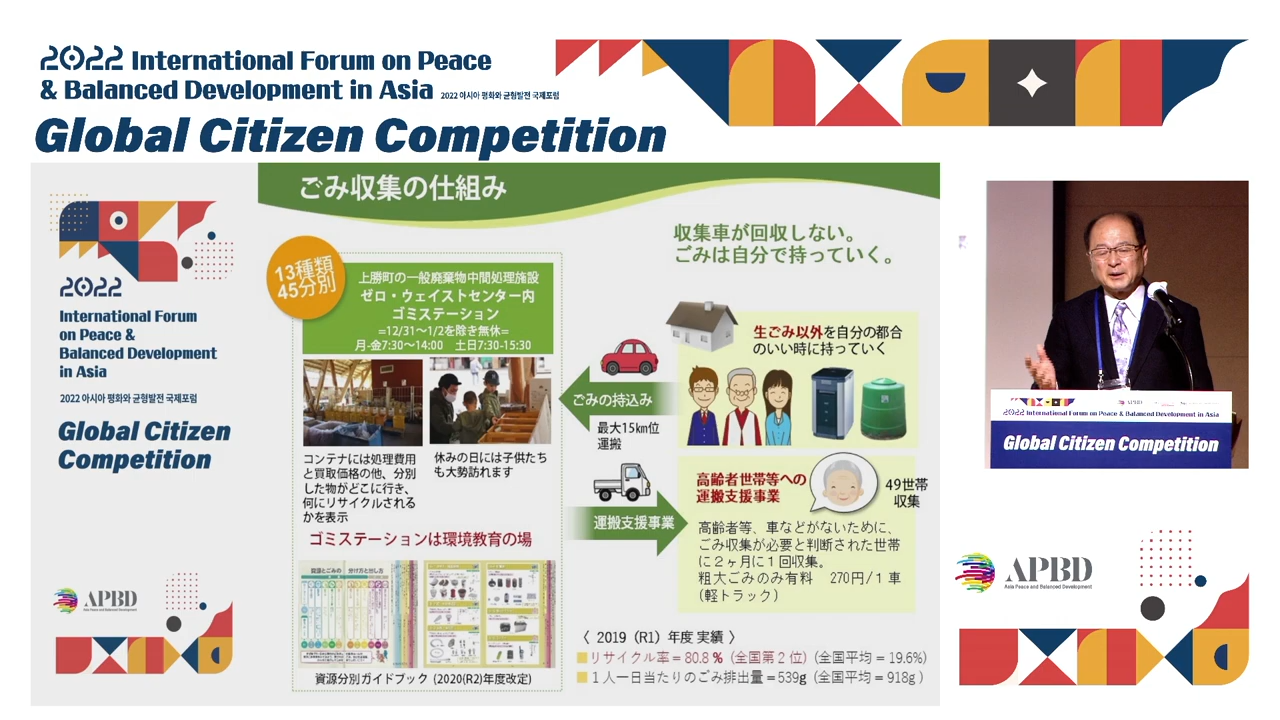 2022 International Forum on Peace
& Balanced Development in Asia 2022 아시아 평화와 균형발전 국제포럼
Global Citizen Competition
2022
International Forum
on Peace &
Balanced Development
in Asia
2022 아시아 평화와 균형발전 국제포럼
Global Citizen
Competition
APBD
Asia Peace and Balanced Development
ごみ収集の仕組み
13種類
45分別
上勝町の一般廃棄物中間処理施設
ゼロ・ウェイストセンター内
ゴミステーション
=12/31〜1/2を除き無休=
月-金7:30〜14:00 土日7:30-15:30
コンテナには処理費用
と買取価格の他、分別
した物がどこに行き、
何にリサイクルされる
かを表示
休みの日には子供たち
も大勢訪れます
ゴミステーションは環境教育の場
資源とごみの 分け方と出し方
資源分別ガイドブック (2020(R2)年度改定)
収集車が回収しない。
ごみは自分で持っていく。
生ごみ以外を自分の都合
のいい時に持っていく
ごみの持込み
最大15km位
運搬
運搬支援事業
高齢者世帯等への
運搬支援事業
49世帯
収集
高齢者等、車などがないために、
ごみ収集が必要と判断された世帯
に２ヶ月に１回収集。
粗大ごみのみ有料 270円/１車
(軽トラック)
〈 2019（R1）年度 実績 〉
リサイクル率＝80.8％（全国第２位）(全国平均＝19.6%)
１人一日当たりのごみ排出量＝539g（全国平均＝918g）
APBD
2022 International Forum on Peace & Balanced Development in Asia
Global Citizen Competition
APBD
Asia Peace and Balanced Development